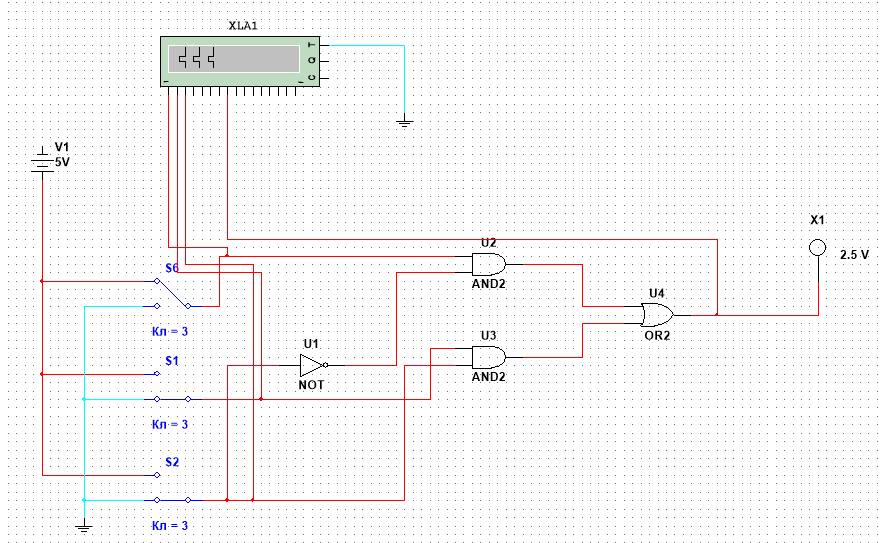 XLA1
T
Q
C
1
F
V1
5V
X1
2.5 V
S6
Кл = 3
U2
AND2
U4
OR2
U1
NOT
U3
AND2
S1
Кл = 3
S2
Кл = 3